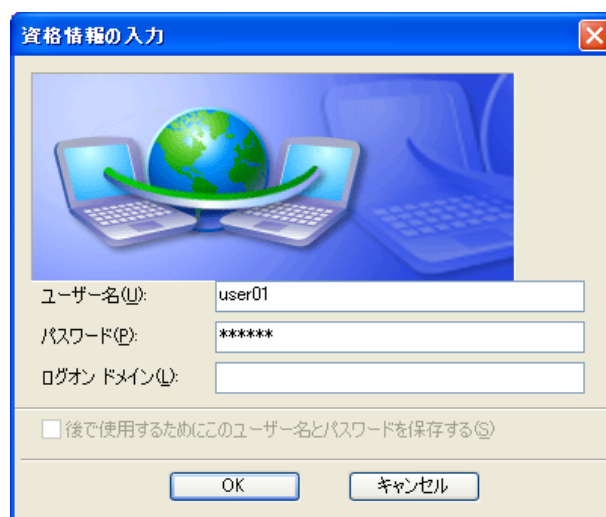 資格情報の入力
ユーザー名(U): user01
パスワード(P): ******
ログオン ドメイン(L):
後で使用するためにこのユーザー名とパスワードを保存する(S)
OK キャンセル